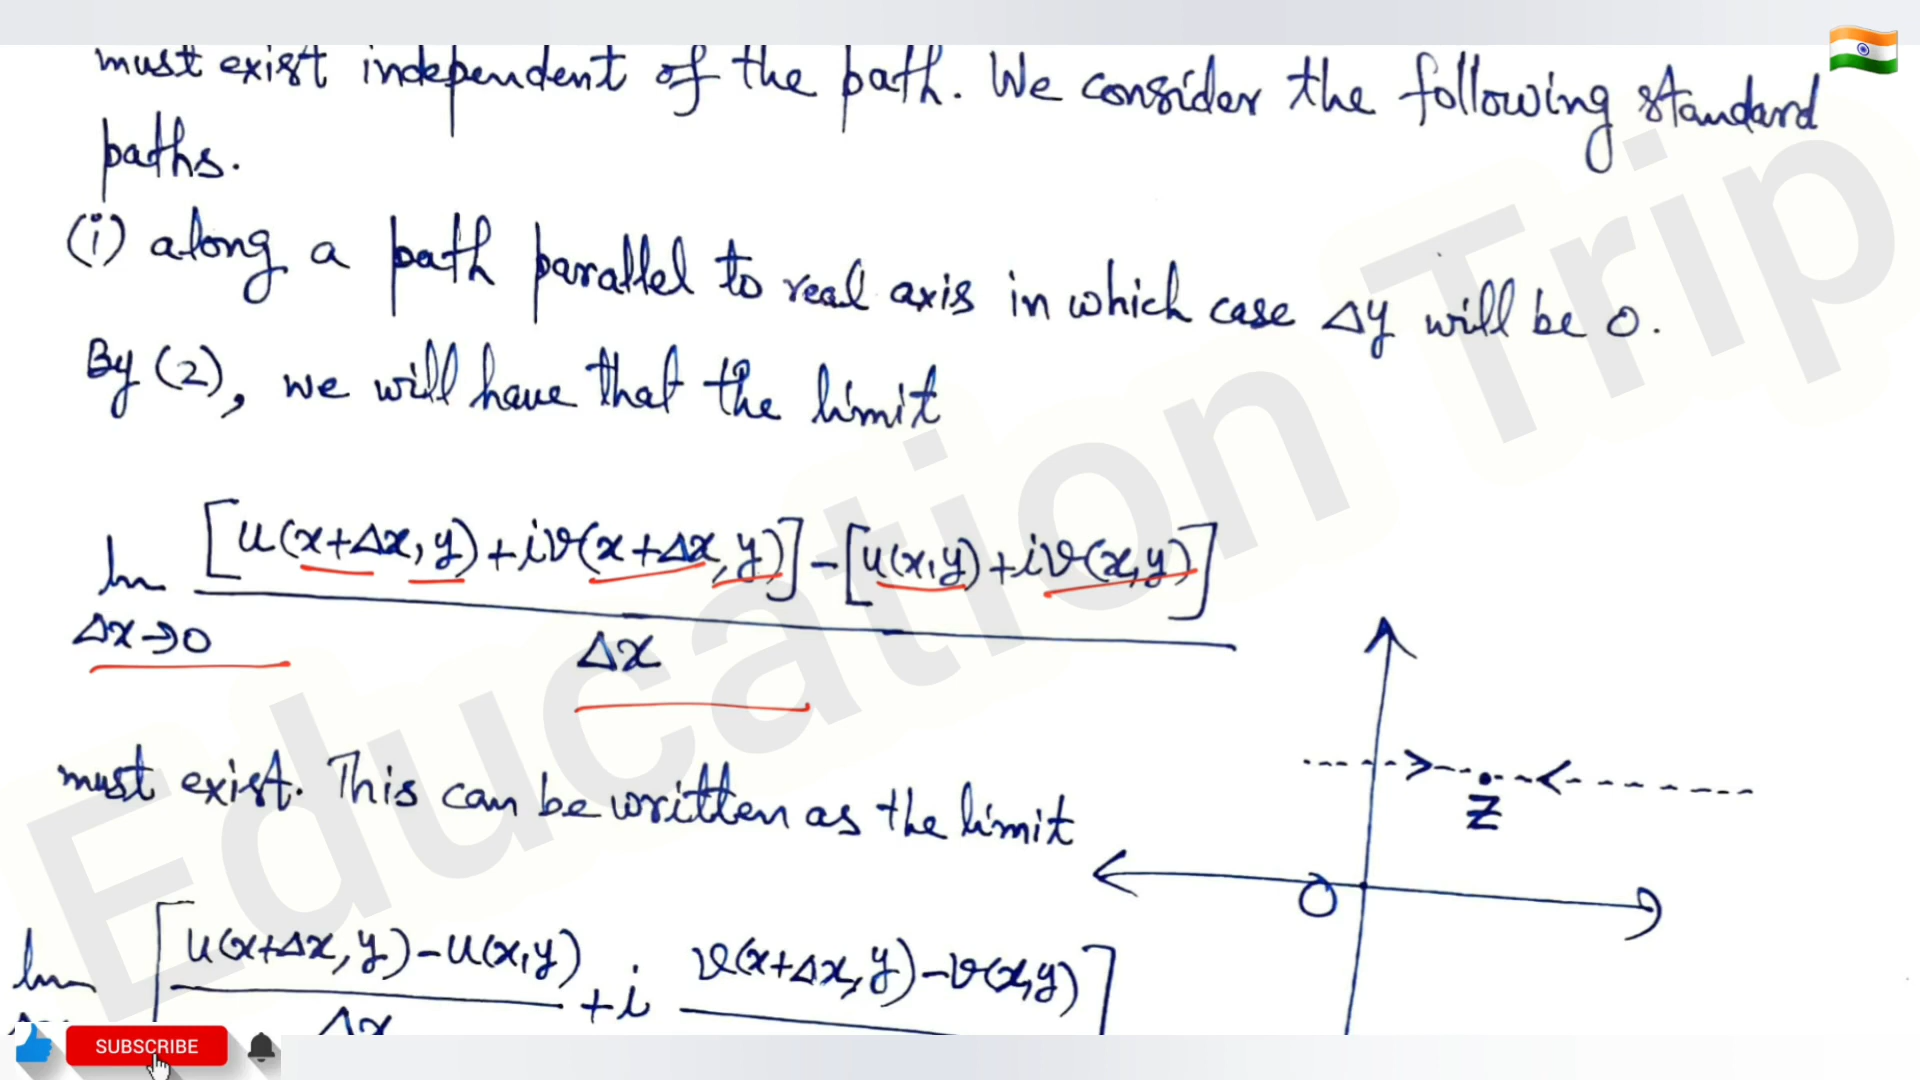 must exist independent of the path. We consider the following standard
paths.
(i) along a path parallel to real axis in which case Δy will be 0.
By (2), we will have that the limit
lim [u(x+Δx, y)+iv(x+Δx, y)]-[u(x,y)+iv(x,y)]
Δx→0 Δx
must exist. This can be written as the limit
Z
O
lim [u(x+Δx, y)-u(x,y) +i v(x+Δx, y)-v(x,y)]
Δx
SUBSCRIBE
Education Trip